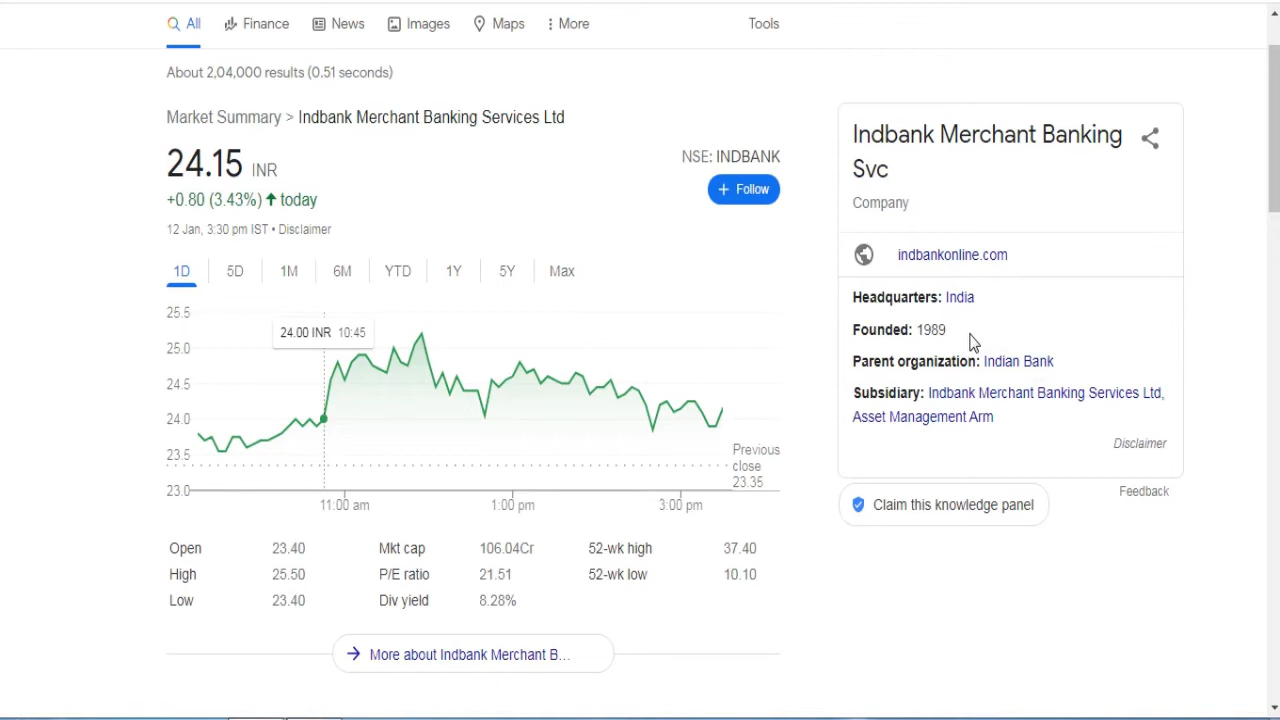 All Finance News Images Maps More Tools
About 2,04,000 results (0.51 seconds)
Market Summary > Indbank Merchant Banking Services Ltd
24.15 INR
NSE: INDBANK
+0.80 (3.43%) today
+ Follow
12 Jan, 3:30 pm IST • Disclaimer
1D 5D 1M 6M YTD 1Y 5Y Max
25.5
24.00 INR 10:45
25.0
24.5
24.0
23.5
23.0
Previous
close
23.35
11:00 am 1:00 pm 3:00 pm
Open 23.40 Mkt cap 106.04Cr 52-wk high 37.40
High 25.50 P/E ratio 21.51 52-wk low 10.10
Low 23.40 Div yield 8.28%
More about Indbank Merchant B...
Indbank Merchant Banking
Svc
Company
indbankonline.com
Headquarters: India
Founded: 1989
Parent organization: Indian Bank
Subsidiary: Indbank Merchant Banking Services Ltd,
Asset Management Arm
Disclaimer
Feedback
Claim this knowledge panel